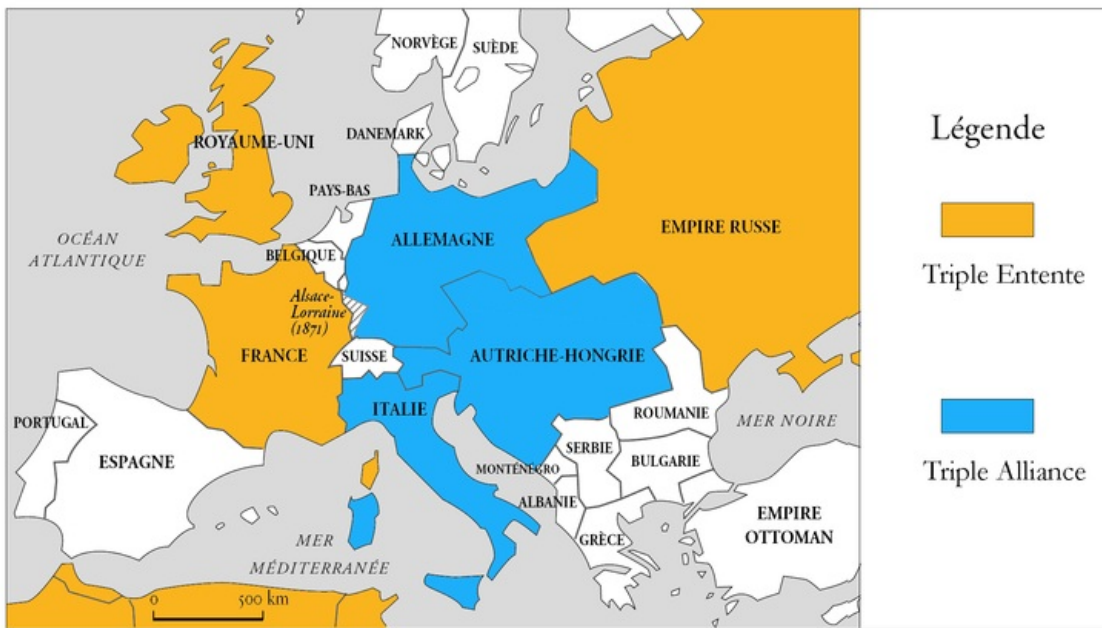 NORVÈGE
SUÈDE
ROYAUME-UNI
DANEMARK
PAYS-BAS
OCÉAN
ATLANTIQUE
BELGIQUE
ALLEMAGNE
EMPIRE RUSSE
Alsace-
Lorraine
(1871)
FRANCE
SUISSE
AUTRICHE-HONGRIE
ITALIE
PORTUGAL
ESPAGNE
ROUMANIE
MER NOIRE
SERBIE
BULGARIE
MONTÉNÉGRO
ALBANIE
GRÈCE
EMPIRE
OTTOMAN
MER
MÉDITERRANÉE
0 500 km
Légende
Triple Entente
Triple Alliance